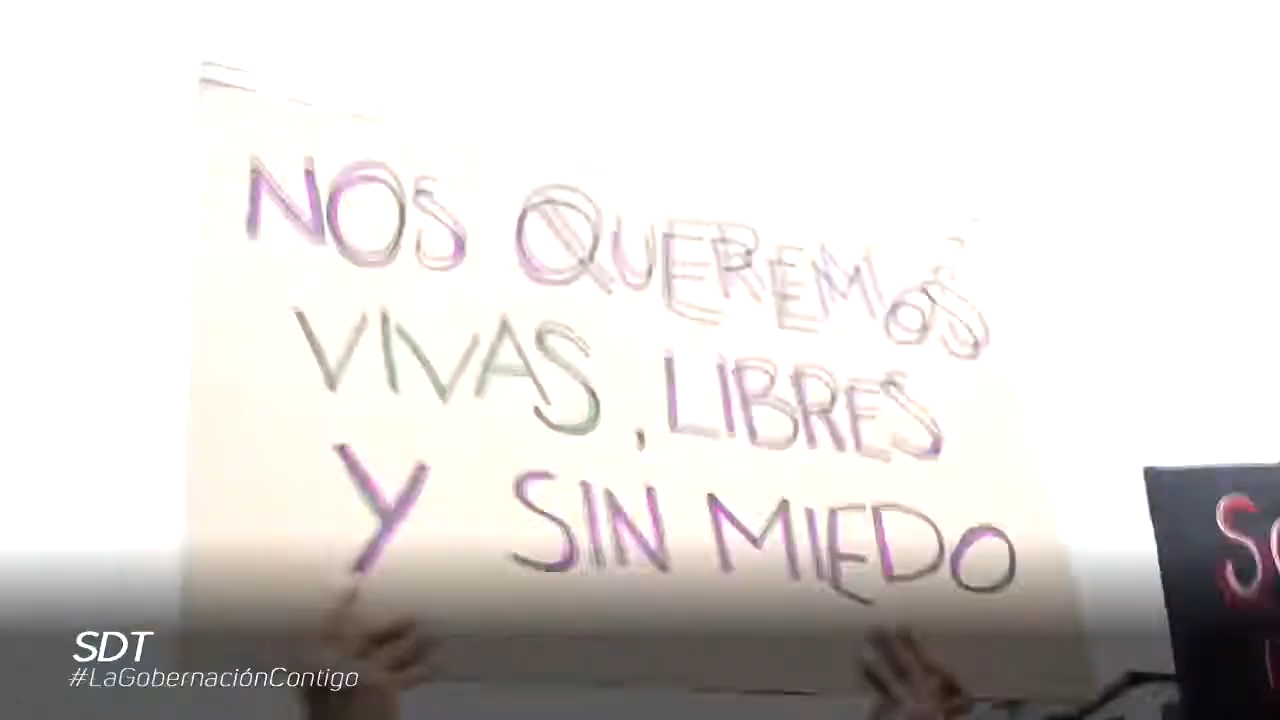 NOS QUEREMOS
VIVAS, LIBRES
Y SIN MIEDO
SDT
#LaGobernaciónContigo